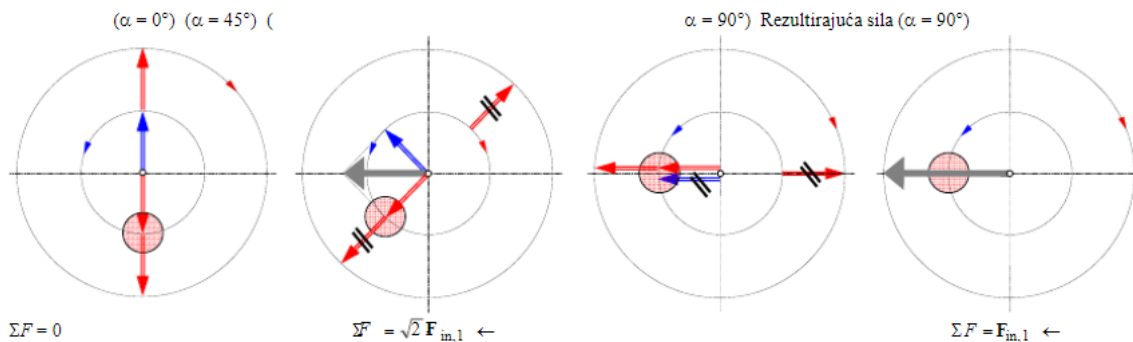 (α = 0°) (α = 45°) ( α = 90°) Rezultirajuća sila (α = 90°)
ΣF = 0 ΣF = √2 F in,1 ← ΣF = F in,1 ←